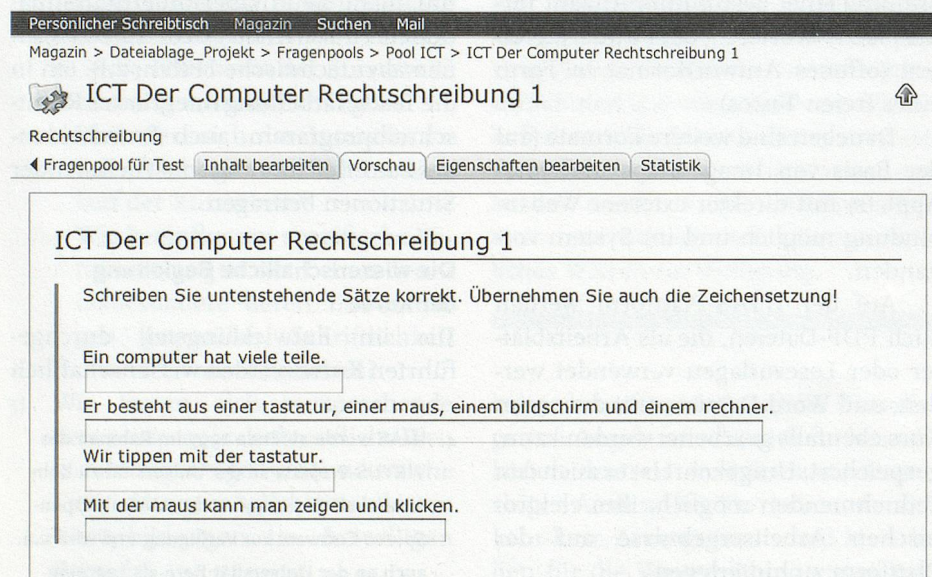 Persönlicher Schreibtisch Magazin Suchen Mail
Magazin > Dateiablage_Projekte > Fragenpools > Pool ICT > ICT Der Computer Rechtschreibung 1
ICT Der Computer Rechtschreibung 1
Rechtschreibung
Fragenpool für Test Inhalt bearbeiten Vorschau Eigenschaften bearbeiten Statistik
ICT Der Computer Rechtschreibung 1
Schreiben Sie untenstehende Sätze korrekt. Übernehmen Sie auch die Zeichensetzung!
Ein computer hat viele teile.
Er besteht aus einer tastatur, einer maus, einem bildschirm und einem rechner.
Wir tippen mit der tastatur.
Mit der maus kann man zeigen und klicken.